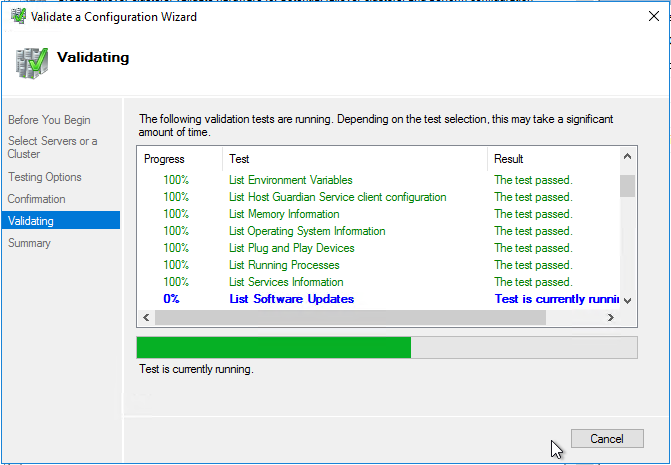 Validate a Configuration Wizard
Validating
Before You Begin
Select Servers or a
Cluster
Testing Options
Confirmation
Validating
Summary
The following validation tests are running. Depending on the test selection, this may take a significant
amount of time.
Progress Test Result
100% List Environment Variables The test passed.
100% List Host Guardian Service client configuration The test passed.
100% List Memory Information The test passed.
100% List Operating System Information The test passed.
100% List Plug and Play Devices The test passed.
100% List Running Processes The test passed.
100% List Services Information The test passed.
0% List Software Updates Test is currently runnin
Test is currently running.
Cancel